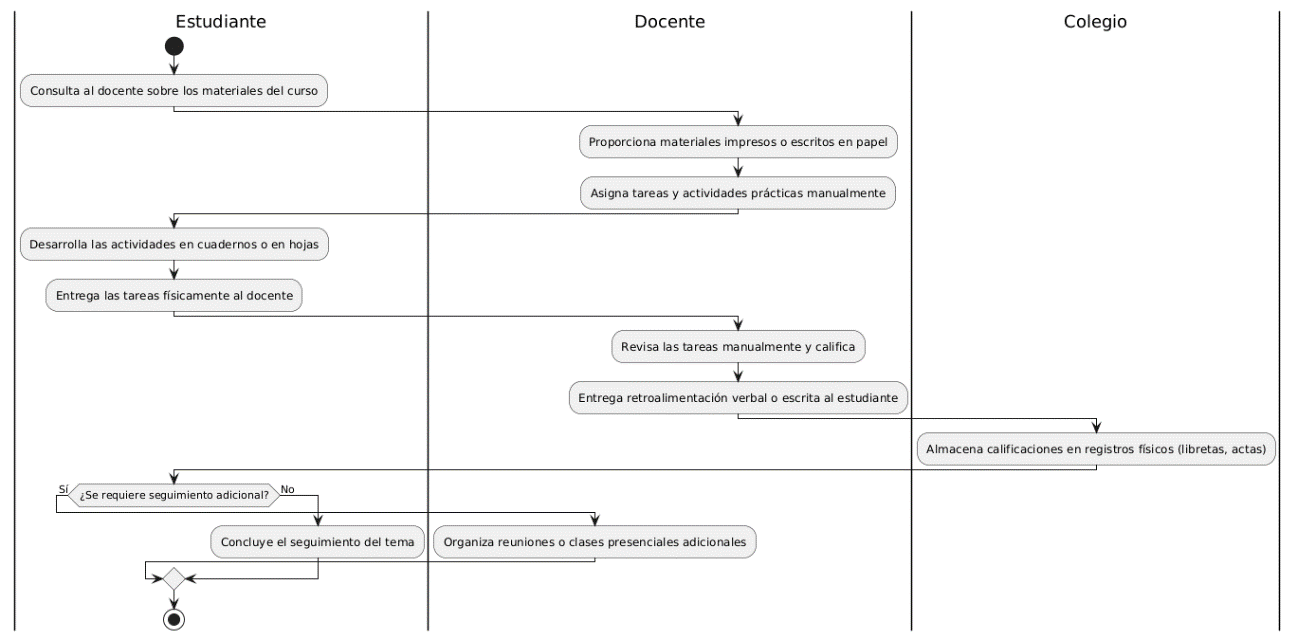 Estudiante
Docente
Colegio
Consulta al docente sobre los materiales del curso
Proporciona materiales impresos o escritos en papel
Asigna tareas y actividades prácticas manualmente
Desarrolla las actividades en cuadernos o en hojas
Entrega las tareas físicamente al docente
Revisa las tareas manualmente y califica
Entrega retroalimentación verbal o escrita al estudiante
Almacena calificaciones en registros físicos (libretas, actas)
Sí
¿Se requiere seguimiento adicional?
No
Concluye el seguimiento del tema
Organiza reuniones o clases presenciales adicionales